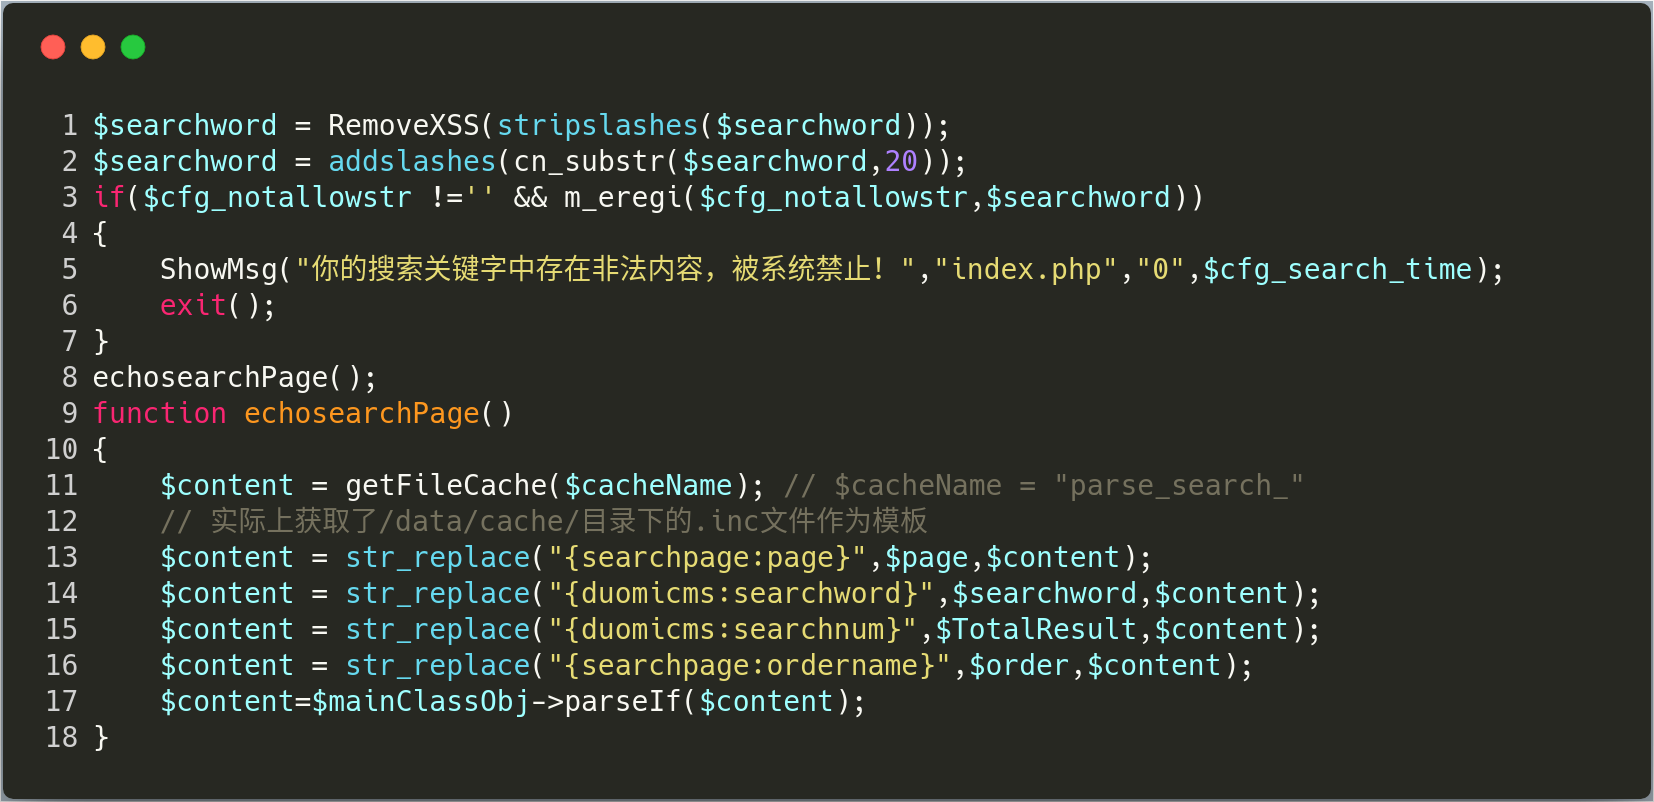 1 $searchword = RemoveXSS(stripslashes($searchword));
2 $searchword = addslashes(cn_substr($searchword,20));
3 if($cfg_notallowstr !='' && m_eregi($cfg_notallowstr,$searchword))
4 {
5     ShowMsg("你的搜索关键字中存在非法内容，被系统禁止！","index.php","0",$cfg_search_time);
6     exit();
7 }
8 echosearchPage();
9 function echosearchPage()
10 {
11     $content = getFileCache($cacheName); // $cacheName = "parse_search_"
12     // 实际上获取了/data/cache/目录下的.inc文件作为模板
13     $content = str_replace("{searchpage:page}",$page,$content);
14     $content = str_replace("{duomicms:searchword}",$searchword,$content);
15     $content = str_replace("{duomicms:searchnum}",$TotalResult,$content);
16     $content = str_replace("{searchpage:ordername}",$order,$content);
17     $content=$mainClassObj->parseIf($content);
18 }